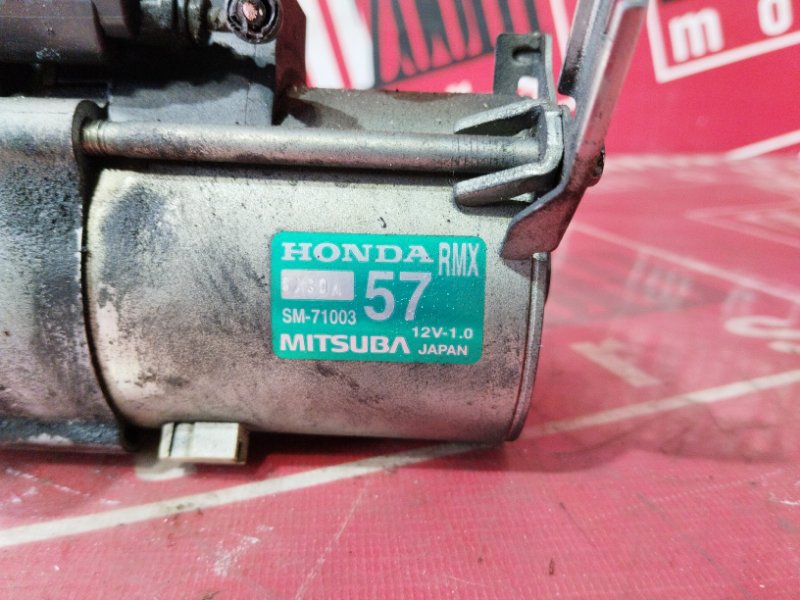 HONDA RMX
57
SM-71003
12V-1.0
MITSUBA JAPAN